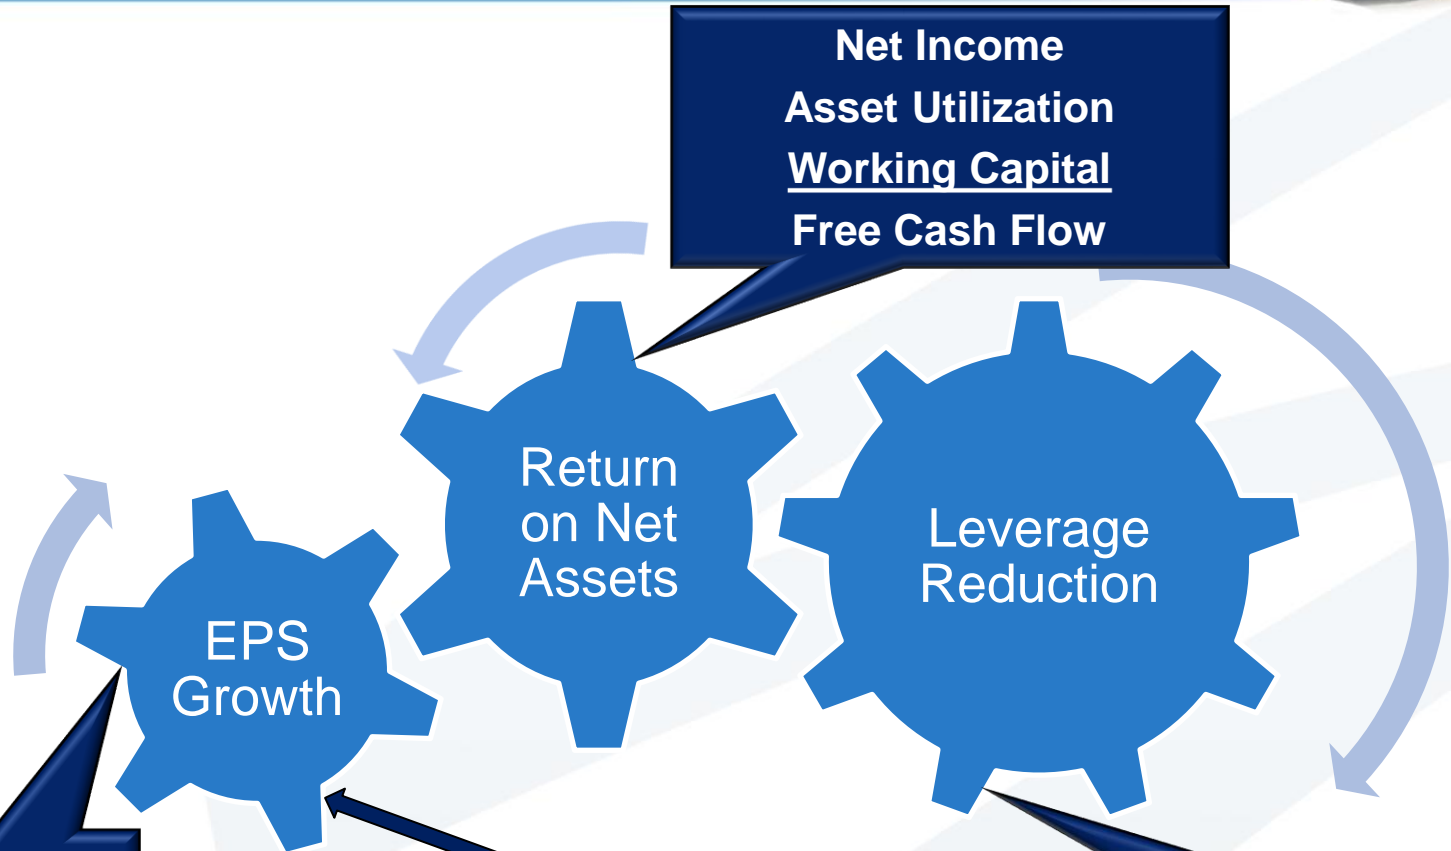 Net Income
Asset Utilization
Working Capital
Free Cash Flow
Return
on Net
Assets
Leverage
Reduction
EPS
Growth